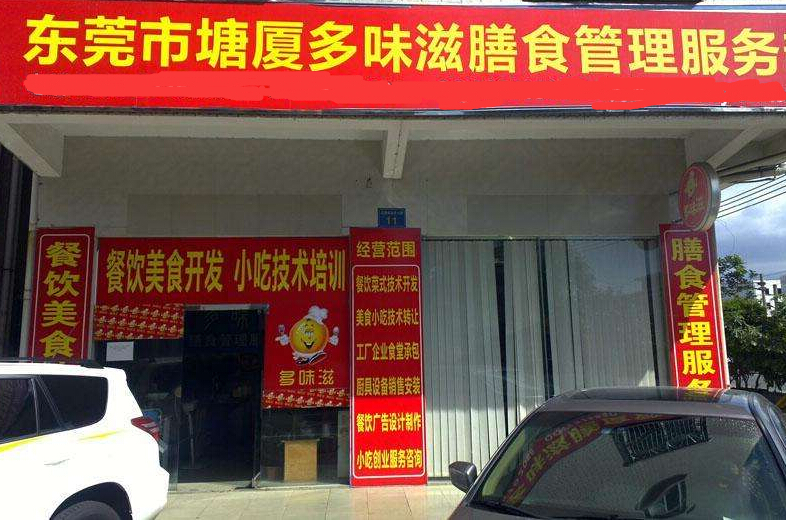 东莞市塘厦多味滋膳食管理服务
餐饮美食
餐饮美食开发 小吃技术培训
多味滋
经营范围
餐饮菜式技术开发
美食小吃技术转让
工厂企业食堂承包
厨具设备销售安装
餐饮广告设计制作
小吃创业服务咨询
11
膳食管理服务